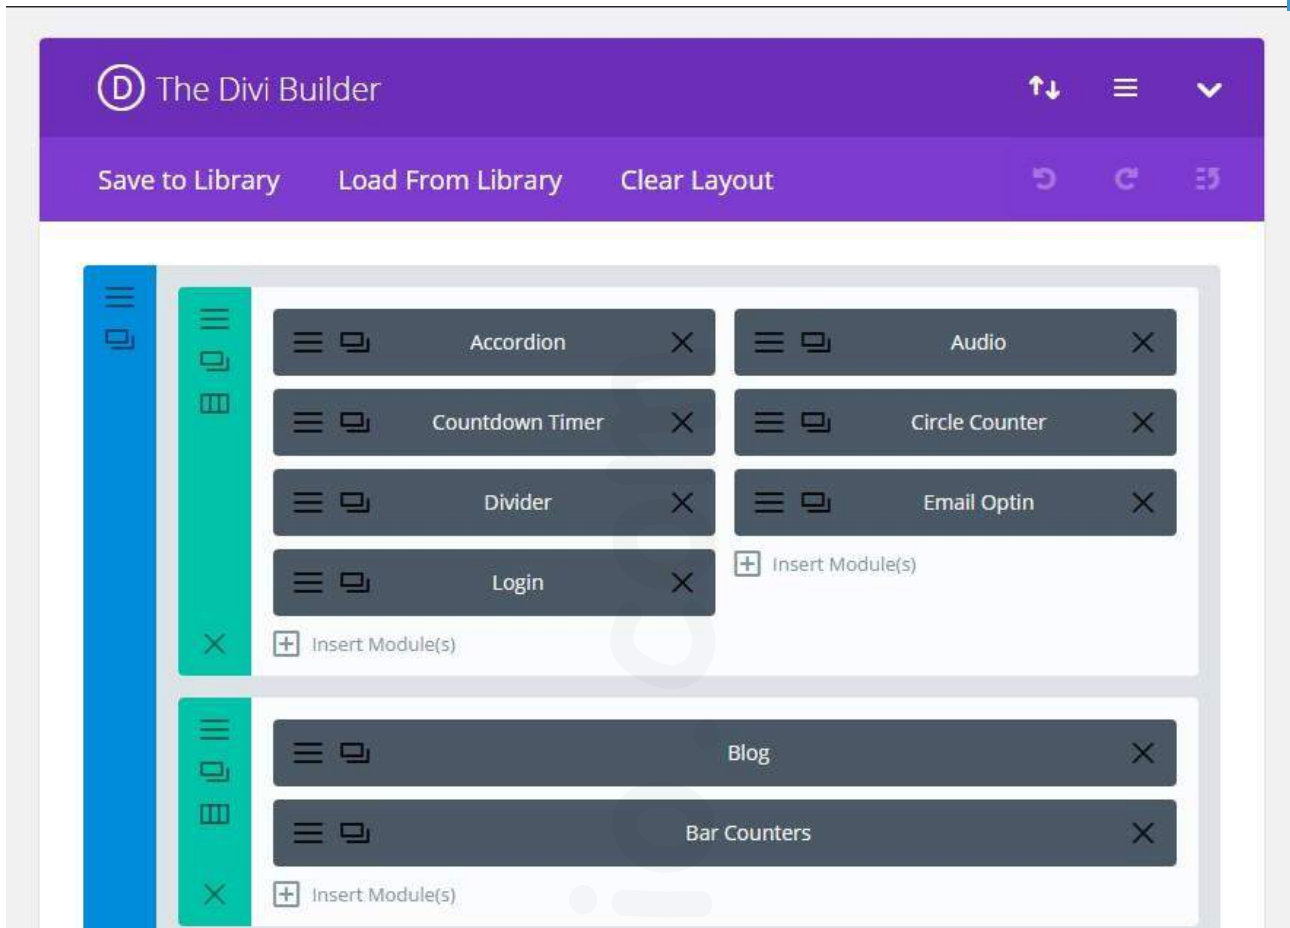 D The Divi Builder
Save to Library Load From Library Clear Layout
Accordion Audio
Countdown Timer Circle Counter
Divider Email Optin
Insert Module(s)
Login
Insert Module(s)
Blog
Bar Counters
Insert Module(s)